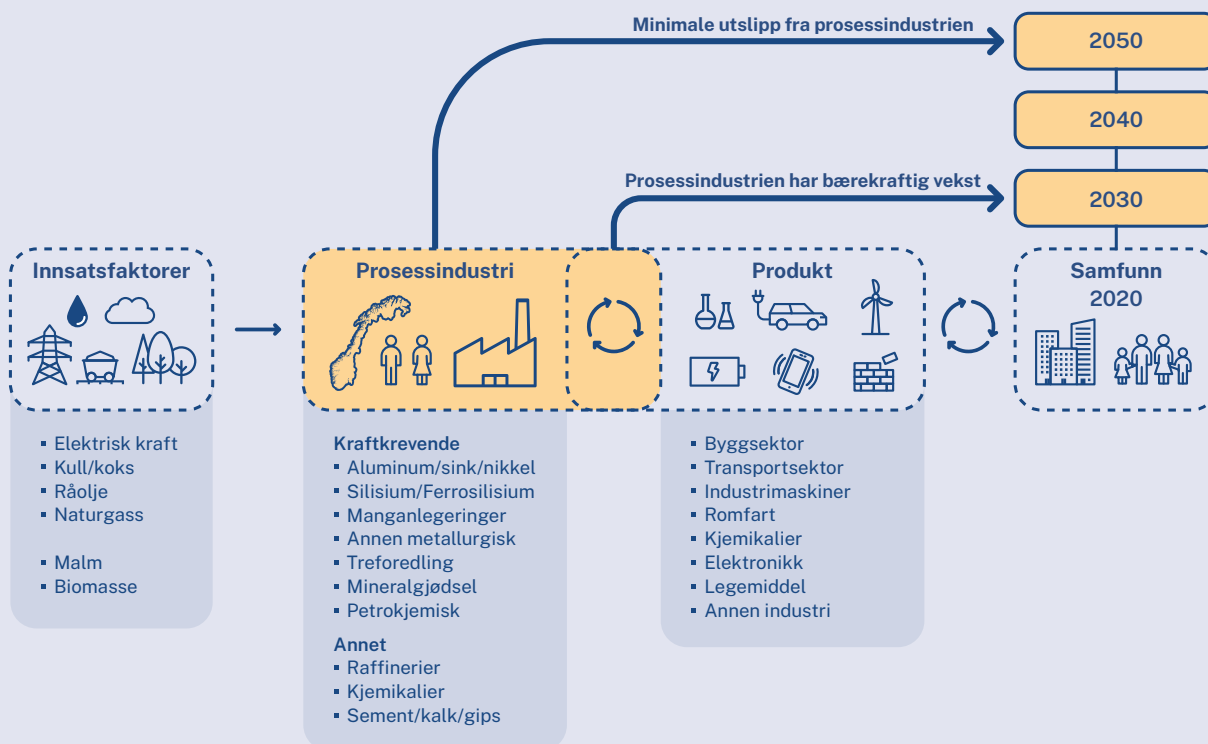 Minimale utslipp fra prosessindustrien
2050
2040
Prosessindustrien har bærekraftig vekst
2030
Innsatsfaktorer
Prosessindustri
Produkt
Samfunn
2020
▪ Elektrisk kraft
▪ Kull/koks
▪ Råolje
▪ Naturgass
▪ Malm
▪ Biomasse
Kraftkrevende
▪ Aluminum/sink/nikkel
▪ Silisium/Ferrosilisium
▪ Manganlegeringer
▪ Annen metallurgisk
▪ Treforedling
▪ Mineralgjødsel
▪ Petrokjemisk
Annet
▪ Raffinerier
▪ Kjemikalier
▪ Sement/kalk/gips
▪ Byggsektor
▪ Transportsektor
▪ Industrimaskiner
▪ Romfart
▪ Kjemikalier
▪ Elektronikk
▪ Legemiddel
▪ Annen industri